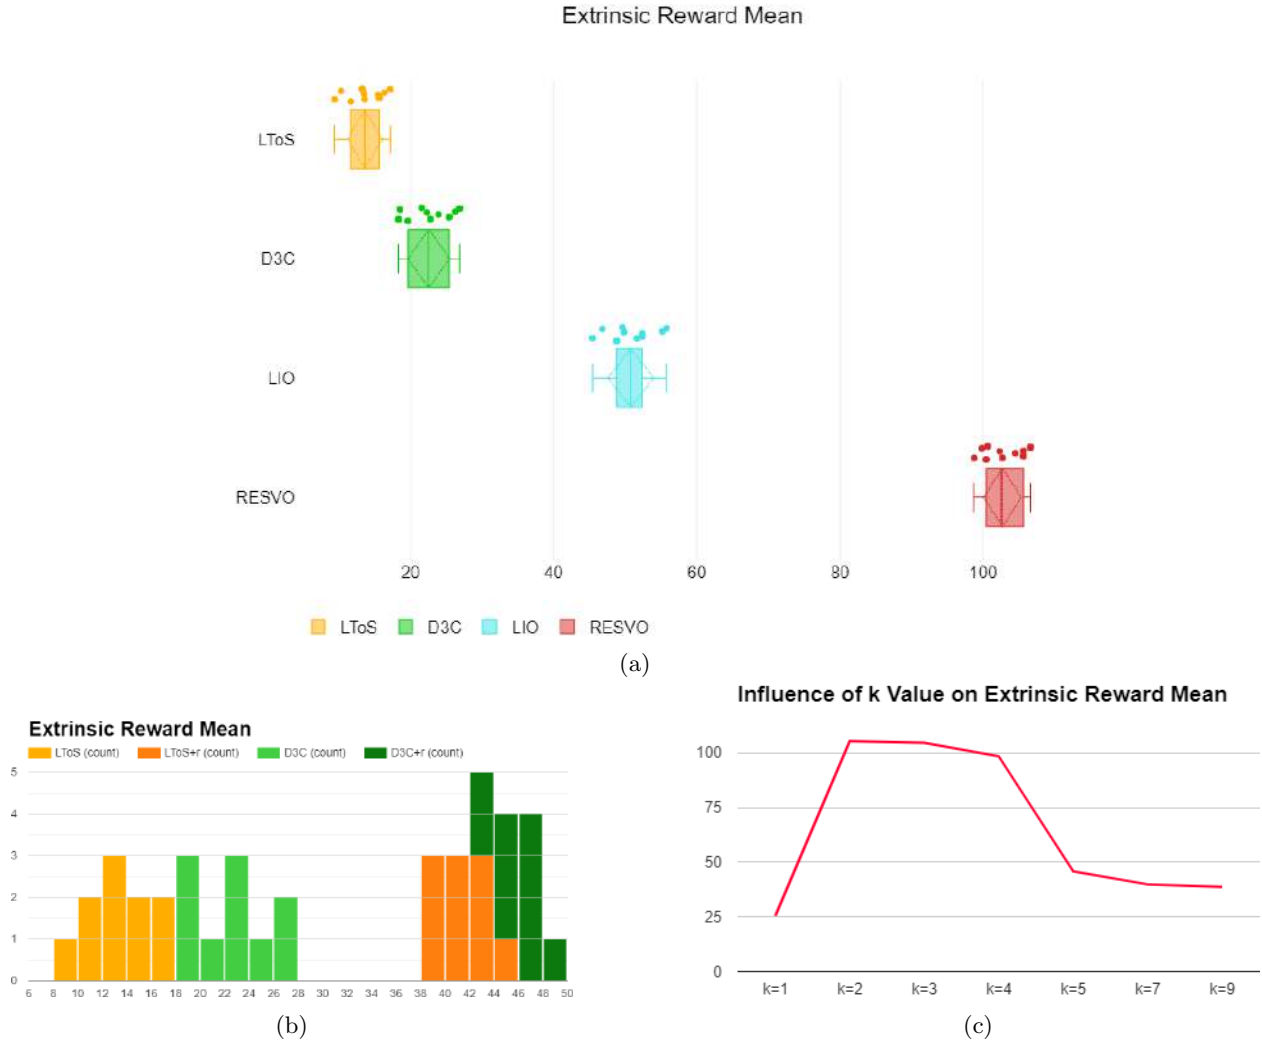 Extrinsic Reward Mean
LToS
D3C
LIO
RESVO
20 40 60 80 100
LToS D3C LIO RESVO
(a)
Extrinsic Reward Mean
LToS (count) LToS+r (count) D3C (count) D3C+r (count)
5
4
3
2
1
0
6 8 10 12 14 16 18 20 22 24 26 28 30 32 34 36 38 40 42 44 46 48 50
(b)
Influence of k Value on Extrinsic Reward Mean
100
75
50
25
0
k=1 k=2 k=3 k=4 k=5 k=7 k=9
(c)